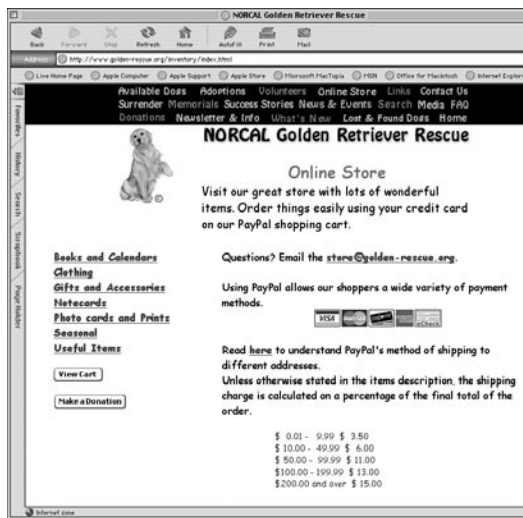 NORCAL Golden Retriever Rescue
Back Forward Stop Refresh Home AutoFill Print Mail
Address http://www.golden-rescue.org/inventory/index.html
Live Home Page Apple Computer Apple Support Apple Store Microsoft MacTopia MSN Office for Macintosh Internet Explor
Favorites
History
Search
Scrapbook
Page Holder
Available Dogs Adoptions Volunteers Online Store Links Contact Us
Surrender Memorials Success Stories News & Events Search Media FAQ
Donations Newsletter & Info What's New Lost & Found Dogs Home
NORCAL Golden Retriever Rescue
©
Online Store
Visit our great store with lots of wonderful
items. Order things easily using your credit card
on our PayPal shopping cart.
Books and Calendars
Clothing
Gifts and Accessories
Notecards
Photo cards and Prints
Seasonal
Useful Items
View Cart
Make a Donation
Questions? Email the store@golden-rescue.org.
Using PayPal allows our shoppers a wide variety of payment
methods.
VISA eCheck
Read here to understand PayPal's method of shipping to
different addresses.
Unless otherwise stated in the items description, the shipping
charge is calculated on a percentage of the final total of the
order.
$ 0.01 - 9.99 $ 3.50
$ 10.00 - 49.99 $ 6.00
$ 50.00 - 99.99 $ 11.00
$100.00 - 199.99 $ 13.00
$200.00 and over $ 15.00
Internet zone